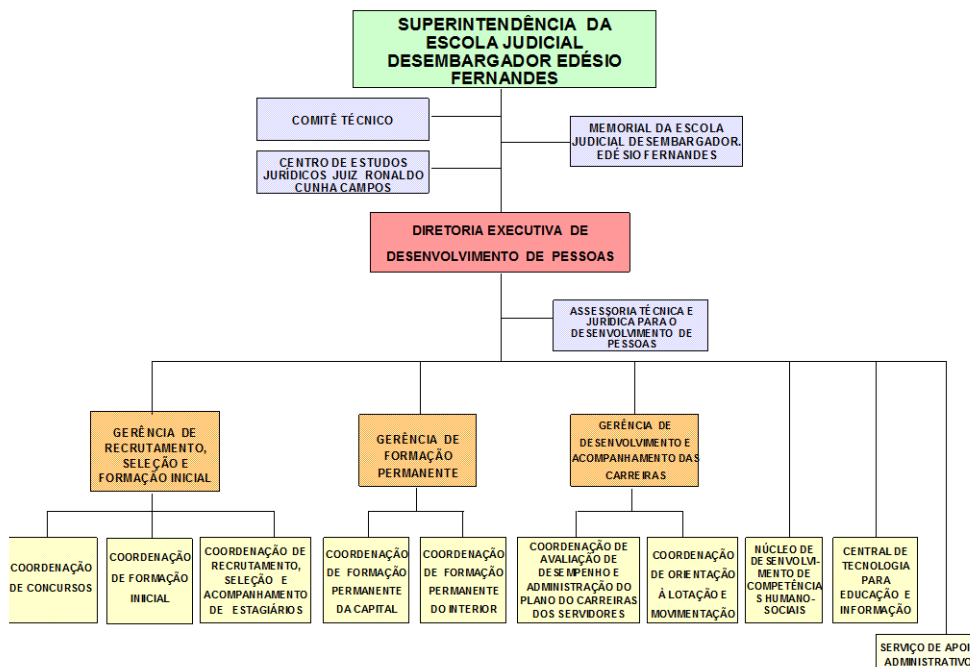 SUPERINTENDÊNCIA DA
ESCOLA JUDICIAL
DESEMBARGADOR EDÉSIO
FERNANDES
COMITÊ TÉCNICO
MEMORIAL DA ESCOLA
JUDICIAL DESEMBARGADOR.
EDÉSIO FERNANDES
CENTRO DE ESTUDOS
JURÍDICOS JUIZ RONALDO
CUNHA CAMPOS
DIRETORIA EXECUTIVA DE
DESENVOLVIMENTO DE PESSOAS
ASSESSORIA TÉCNICA E
JURÍDICA PARA O
DESENVOLVIMENTO DE
PESSOAS
GERÊNCIA DE
RECRUTAMENTO,
SELEÇÃO E
FORMAÇÃO INICIAL
GERÊNCIA DE
FORMAÇÃO
PERMANENTE
GERÊNCIA DE
DESENVOLVIMENTO E
ACOMPANHAMENTO DAS
CARREIRAS
COORDENAÇÃO
DE CONCURSOS
COORDENAÇÃO
DE FORMAÇÃO
INICIAL
COORDENAÇÃO DE
RECRUTAMENTO,
SELEÇÃO E
ACOMPANHAMENTO
DE ESTAGIÁRIOS
COORDENAÇÃO
DE FORMAÇÃO
PERMANENTE
DA CAPITAL
COORDENAÇÃO
DE FORMAÇÃO
PERMANENTE
DO INTERIOR
COORDENAÇÃO DE
AVALIAÇÃO DE
DESEMPENHO E
ADMINISTRAÇÃO DO
PLANO DO CARREIRAS
DOS SERVIDORES
COORDENAÇÃO
DE ORIENTAÇÃO
À LOTAÇÃO E
MOVIMENTAÇÃO
NÚCLEO DE
DESENVOLVI-
MENTO DE
COMPETÊNCIA
S HUMANO-
SOCIAIS
CENTRAL DE
TECNOLOGIA
PARA
EDUCAÇÃO E
INFORMAÇÃO
SERVIÇO DE APOI
ADMINISTRATIVO